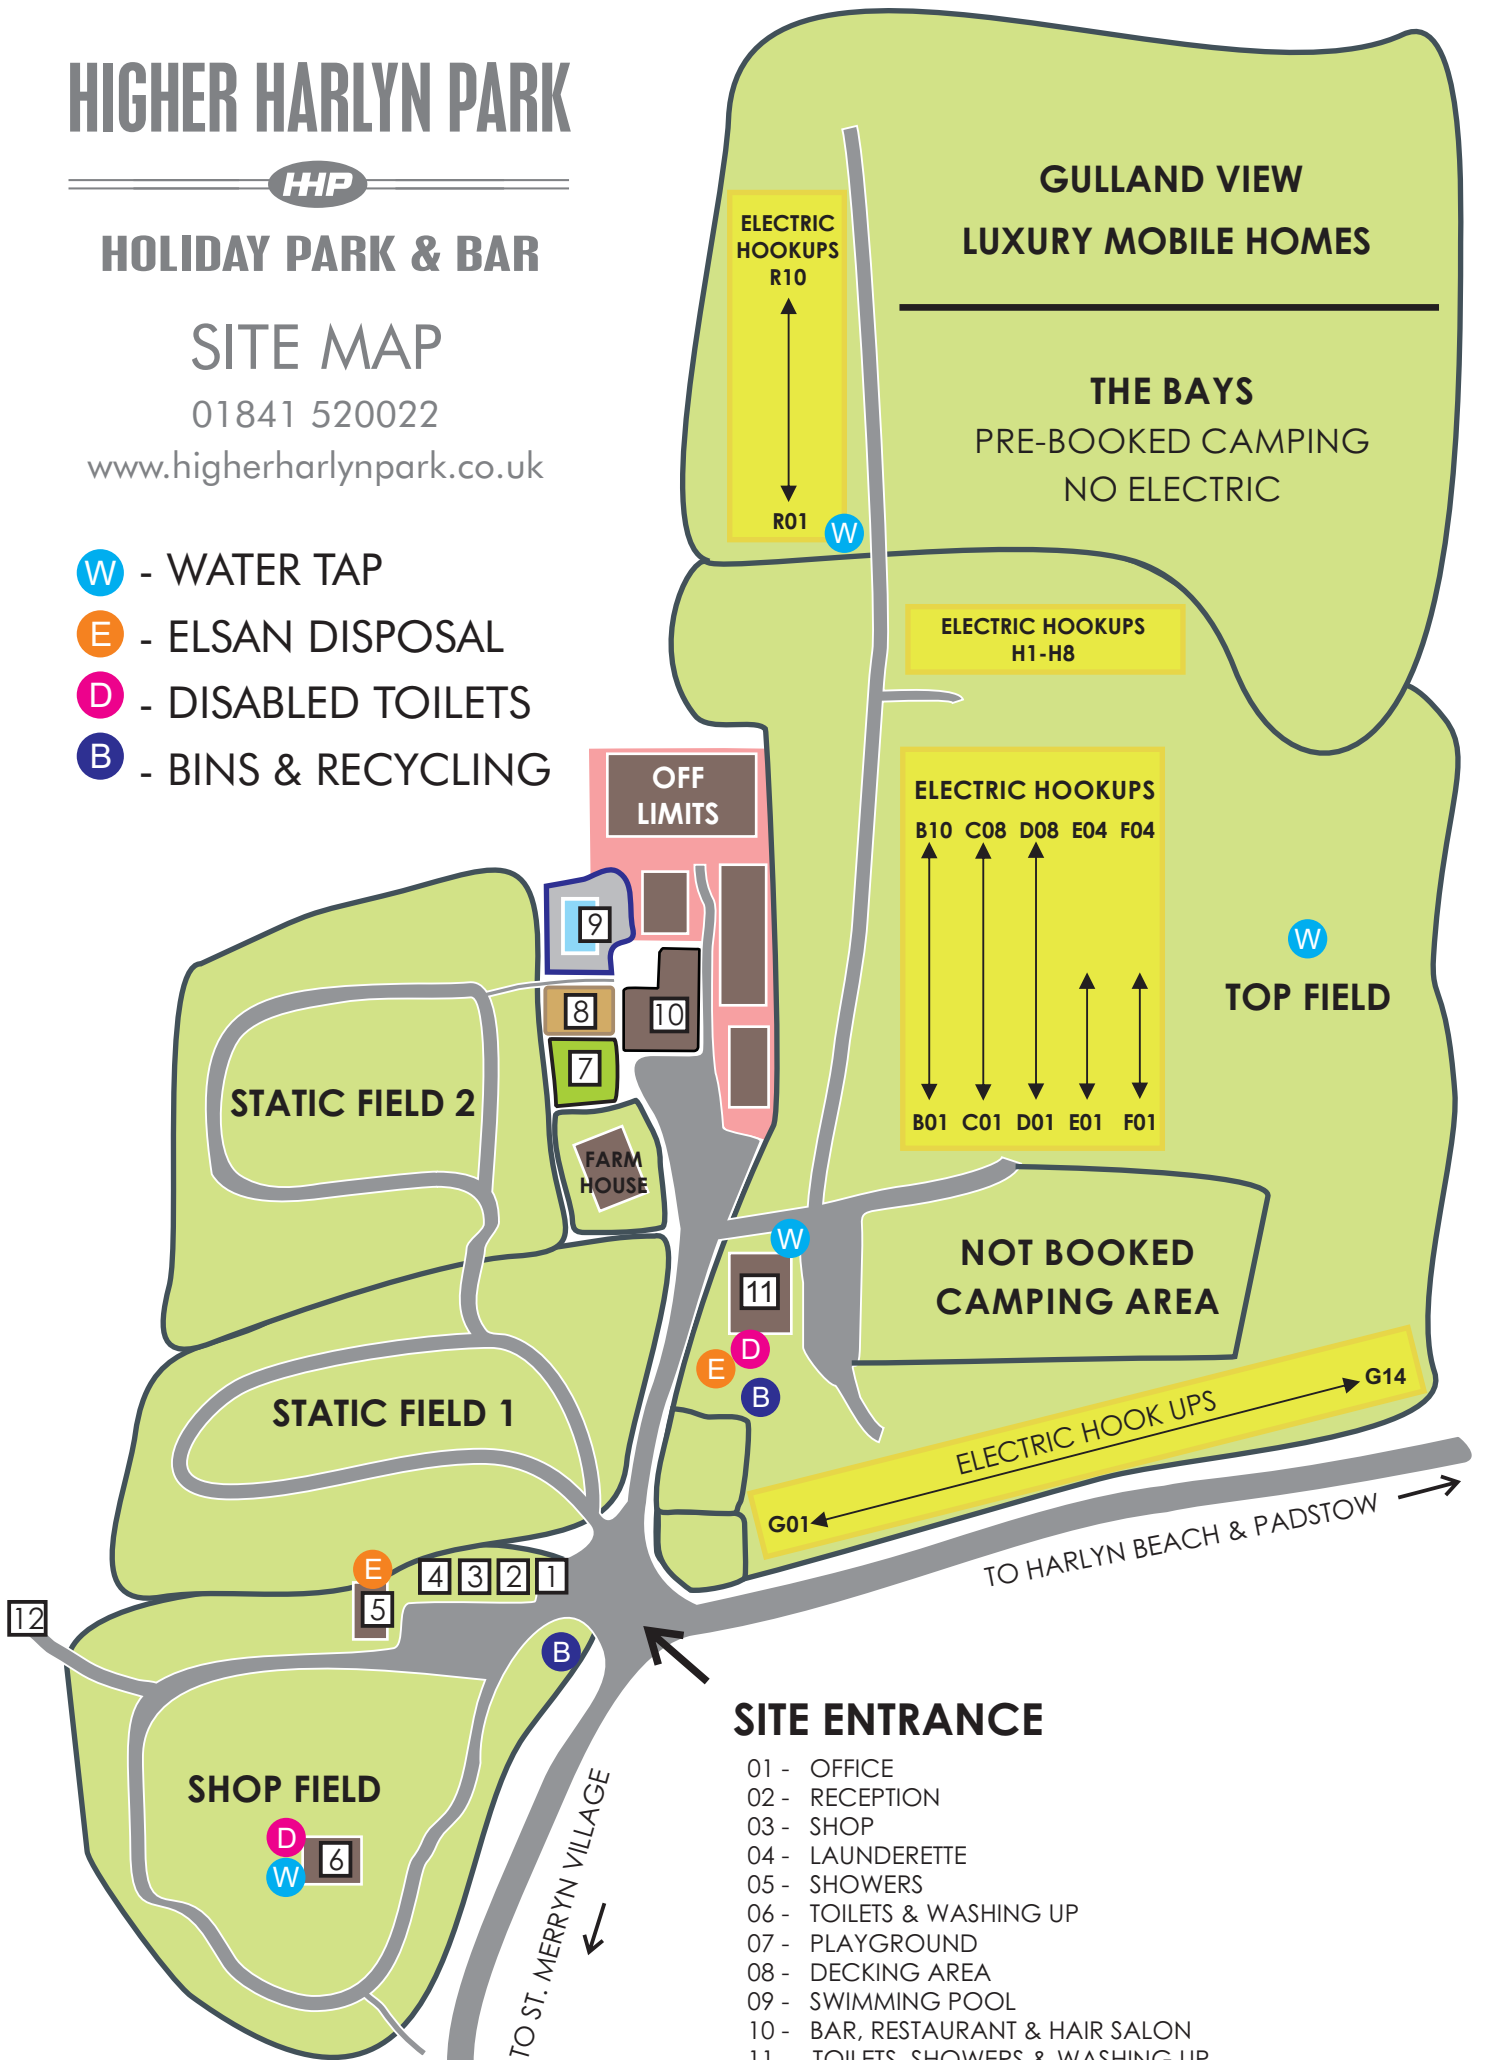 HIGHER HARLYN PARK
HHP
HOLIDAY PARK & BAR
SITE MAP
01841 520022
www.higherharlynpark.co.uk
W - WATER TAP
E - ELSAN DISPOSAL
D - DISABLED TOILETS
B - BINS & RECYCLING
GULLAND VIEW
LUXURY MOBILE HOMES
THE BAYS
PRE-BOOKED CAMPING
NO ELECTRIC
ELECTRIC
HOOKUPS
R10
R01
W
ELECTRIC HOOKUPS
H1-H8
OFF
LIMITS
ELECTRIC HOOKUPS
B10 C08 D08 E04 F04
B01 C01 D01 E01 F01
W
TOP FIELD
9
8
10
7
STATIC FIELD 2
FARM
HOUSE
W
11
D
E
B
NOT BOOKED
CAMPING AREA
STATIC FIELD 1
G14
ELECTRIC HOOK UPS
G01
TO HARLYN BEACH & PADSTOW
E
4 3 2 1
5
12
B
SITE ENTRANCE
SHOP FIELD
D
W
6
TO ST. MERRYN VILLAGE
01 - OFFICE
02 - RECEPTION
03 - SHOP
04 - LAUNDERETTE
05 - SHOWERS
06 - TOILETS & WASHING UP
07 - PLAYGROUND
08 - DECKING AREA
09 - SWIMMING POOL
10 - BAR, RESTAURANT & HAIR SALON
11 - TOILETS, SHOWERS & WASHING UP